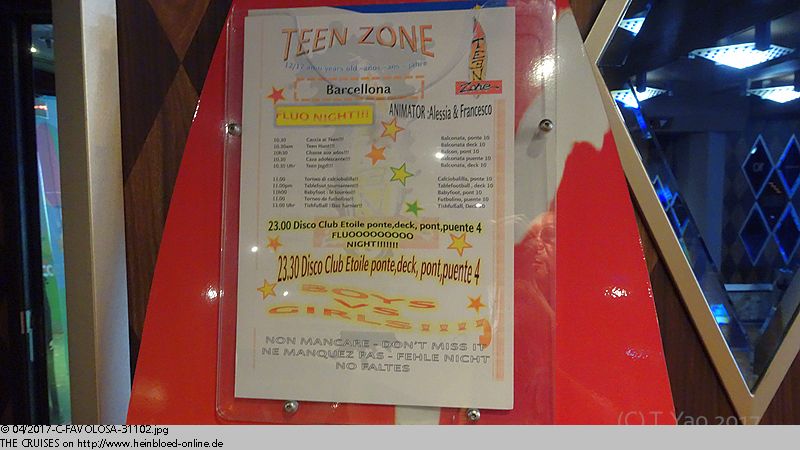 TEEN ZONE
12/17 anni years old -años -ans - jahre
TEEN
Zone
Barcellona
FLUO NIGHT!!!
ANIMATOR :Alessia & Francesco
10.30 Caccia ai Teen!!! Balconata, ponte 10
10.30am Teen Hunt!!! Balconata deck 10
10h30 Chasse aux ados!!! Balcon, pont 10
10.30 Caza adolescente!!! Balconata puente 10
10.30 Uhr Teen Jagd!!! Balconata, deck 10
11.00 Torneo di calciobalilla!! Calciobalilla, ponte 10
11.00pm Tablefoot tournament!! Tablefootball , deck 10
11H00 Babyfoot - le tournoi! Babyfoot, pont 10
11.00 Torneo de futbolino!! Futbolino, puente 10
11.00 Uhr Tishfußall : Das turnier!! Tishfußall, Deck 10
23.00 Disco Club Etoile ponte,deck, pont,puente 4
FLUOOOOOOOOO
NIGHT!!!!!!!
23.30 Disco Club Etoile ponte,deck, pont,puente 4
BOYS
VS
GIRLS!!!!!
NON MANCARE - DON'T MISS IT
NE MANQUEZ PAS - FEHLE NICHT
NO FALTES
(C) T. Yao 2017
© 04/2017-C-FAVOLOSA-31102.jpg
THE CRUISES on http://www.heinbloed-online.de